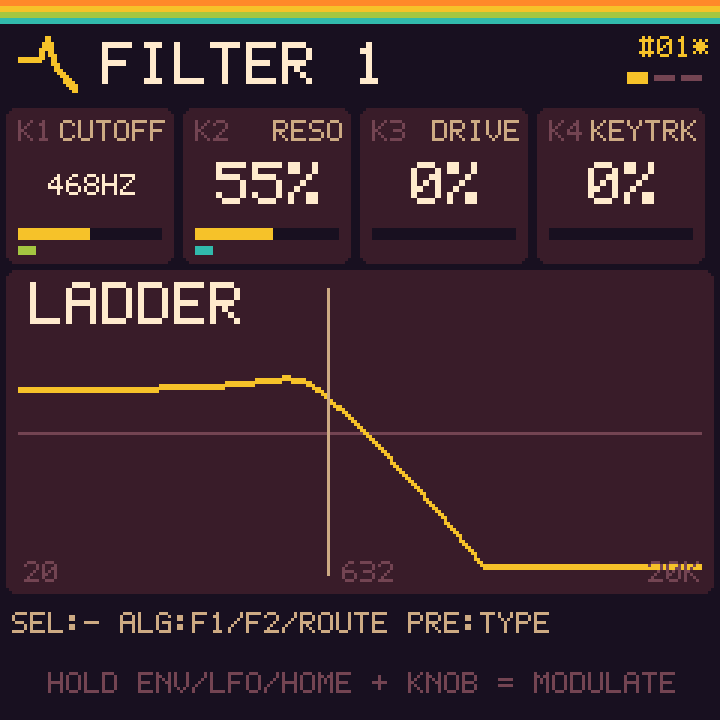 FILTER 1 #01*
K1 CUTOFF K2 RESO K3 DRIVE K4 KEYTRK
468HZ 55% 0% 0%
LADDER
20 632 20K
SEL:- ALG:F1/F2/ROUTE PRE:TYPE
HOLD ENV/LFO/HOME + KNOB = MODULATE